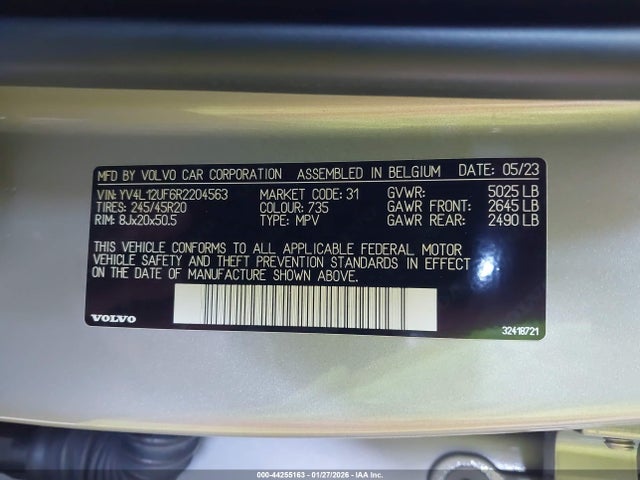 MFD BY VOLVO CAR CORPORATION ASSEMBLED IN BELGIUM DATE: 05/23
VIN: YV4L12UF6R2204563 MARKET CODE: 31 GVWR: 5025 LB
TIRES: 245/45R20 COLOUR: 735 GAWR FRONT: 2645 LB
RIM: 8Jx20x50.5 TYPE: MPV GAWR REAR: 2490 LB
THIS VEHICLE CONFORMS TO ALL APPLICABLE FEDERAL MOTOR
VEHICLE SAFETY AND THEFT PREVENTION STANDARDS IN EFFECT
ON THE DATE OF MANUFACTURE SHOWN ABOVE.
VOLVO 32418721
000-44255163 - 01/27/2026 - IAA Inc.